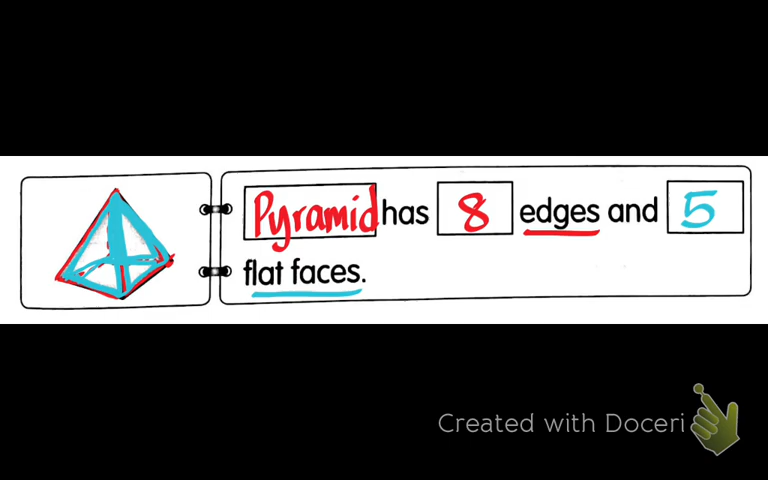 Pyramid has 8 edges and 5
flat faces.
Created with Doceri